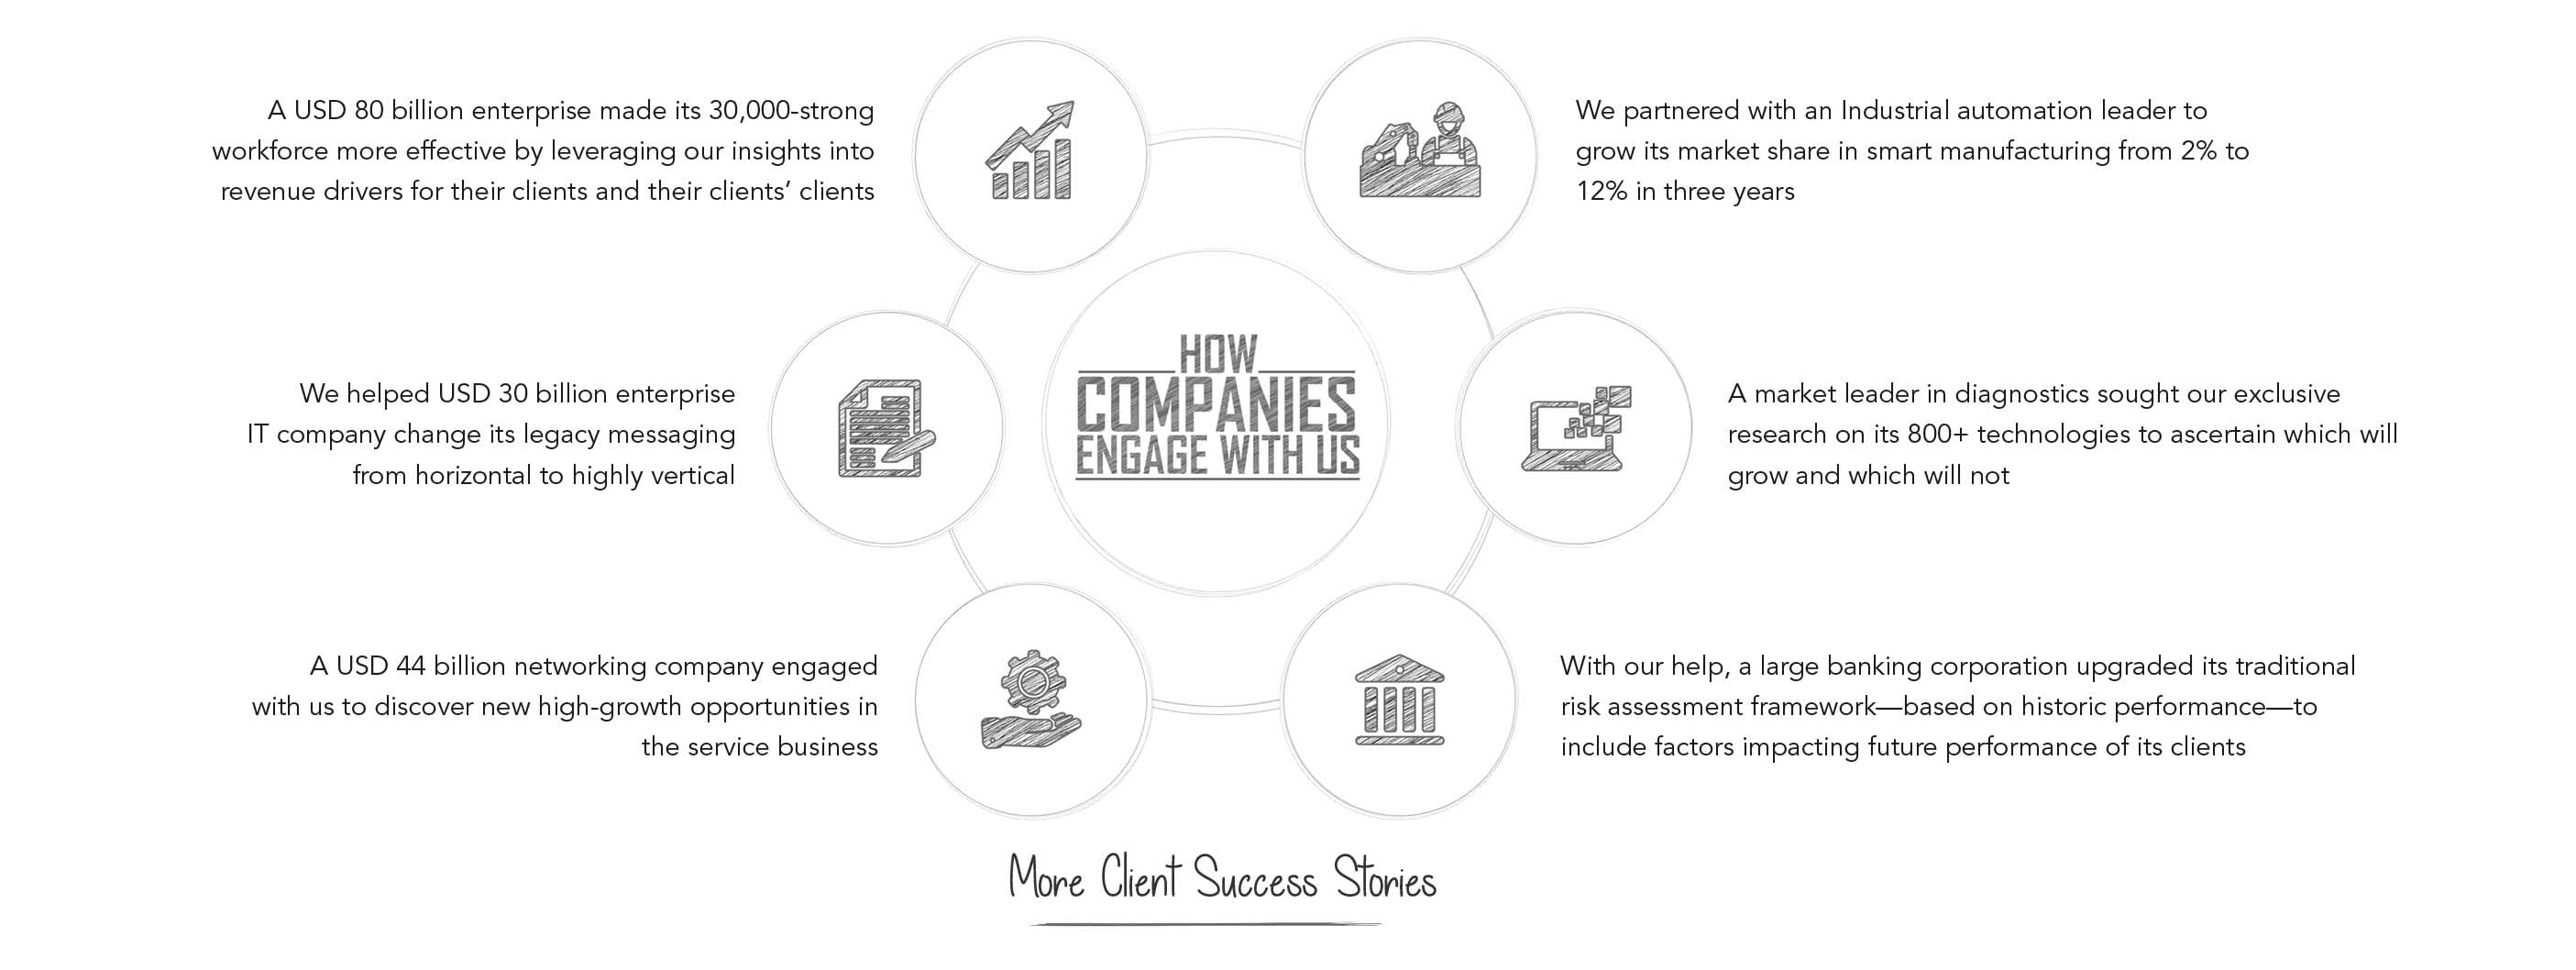 A USD 80 billion enterprise made its 30,000-strong
workforce more effective by leveraging our insights into
revenue drivers for their clients and their clients’ clients
We partnered with an Industrial automation leader to
grow its market share in smart manufacturing from 2% to
12% in three years
HOW
COMPANIES
ENGAGE WITH US
We helped USD 30 billion enterprise
IT company change its legacy messaging
from horizontal to highly vertical
A market leader in diagnostics sought our exclusive
research on its 800+ technologies to ascertain which will
grow and which will not
A USD 44 billion networking company engaged
with us to discover new high-growth opportunities in
the service business
With our help, a large banking corporation upgraded its traditional
risk assessment framework—based on historic performance—to
include factors impacting future performance of its clients
More Client Success Stories